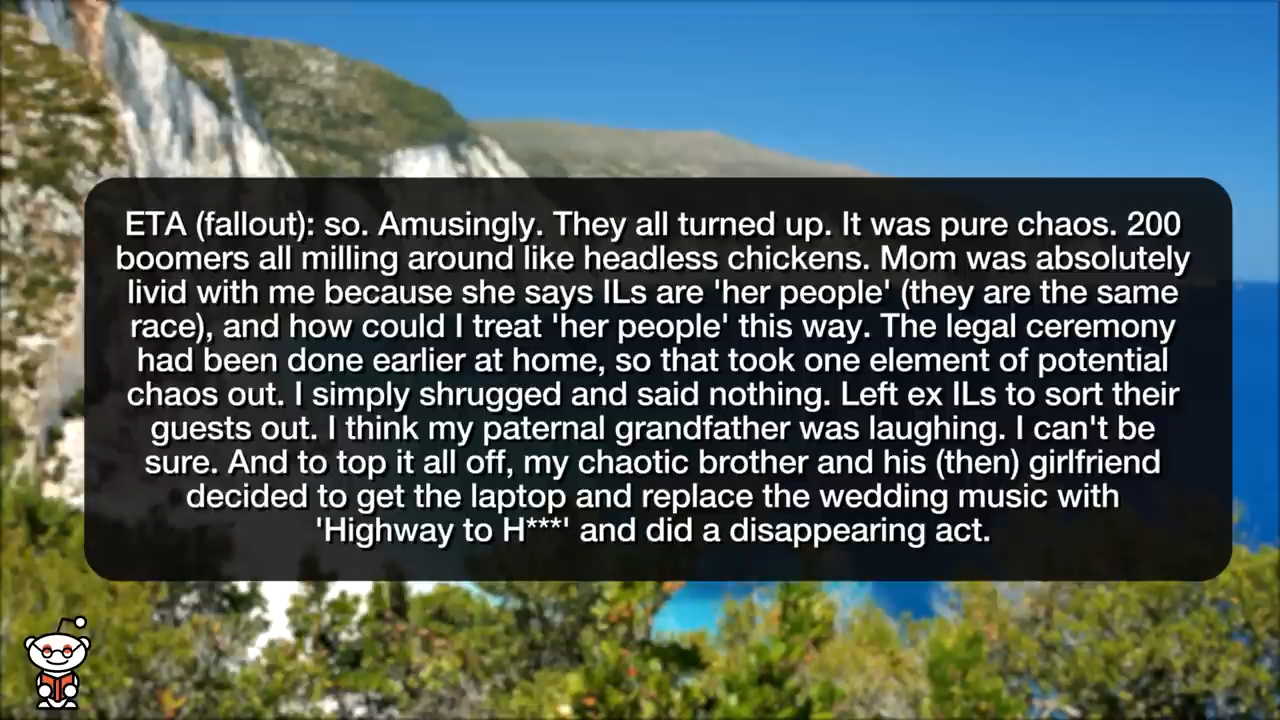 ETA (fallout): so. Amusingly. They all turned up. It was pure chaos. 200
boomers all milling around like headless chickens. Mom was absolutely
livid with me because she says ILs are 'her people' (they are the same
race), and how could I treat 'her people' this way. The legal ceremony
had been done earlier at home, so that took one element of potential
chaos out. I simply shrugged and said nothing. Left ex ILs to sort their
guests out. I think my paternal grandfather was laughing. I can't be
sure. And to top it all off, my chaotic brother and his (then) girlfriend
decided to get the laptop and replace the wedding music with
'Highway to H***' and did a disappearing act.